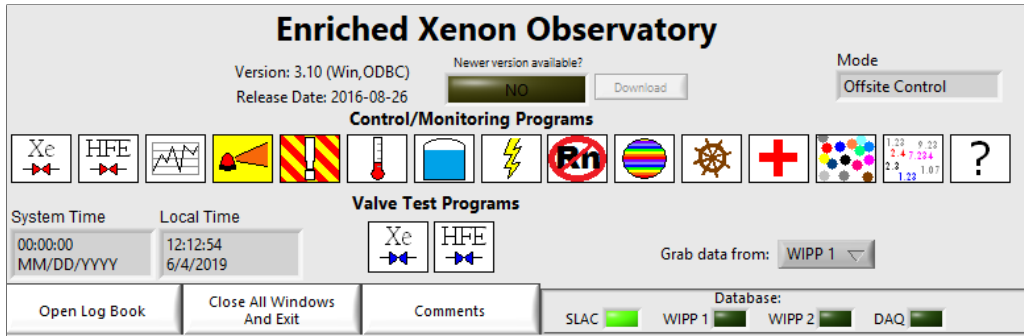 Enriched Xenon Observatory
Version: 3.10 (Win,ODBC)
Release Date: 2016-08-26
Newer version available?
NO
Download
Mode
Offsite Control
Control/Monitoring Programs
Xe
HFE
Rn
1.23 9.23
2.4 7.234
2.3 1.07
1.23
?
System Time
00:00:00
MM/DD/YYYY
Local Time
12:12:54
6/4/2019
Valve Test Programs
Xe
HFE
Grab data from: WIPP 1
Open Log Book
Close All Windows
And Exit
Comments
Database:
SLAC WIPP 1 WIPP 2 DAQ